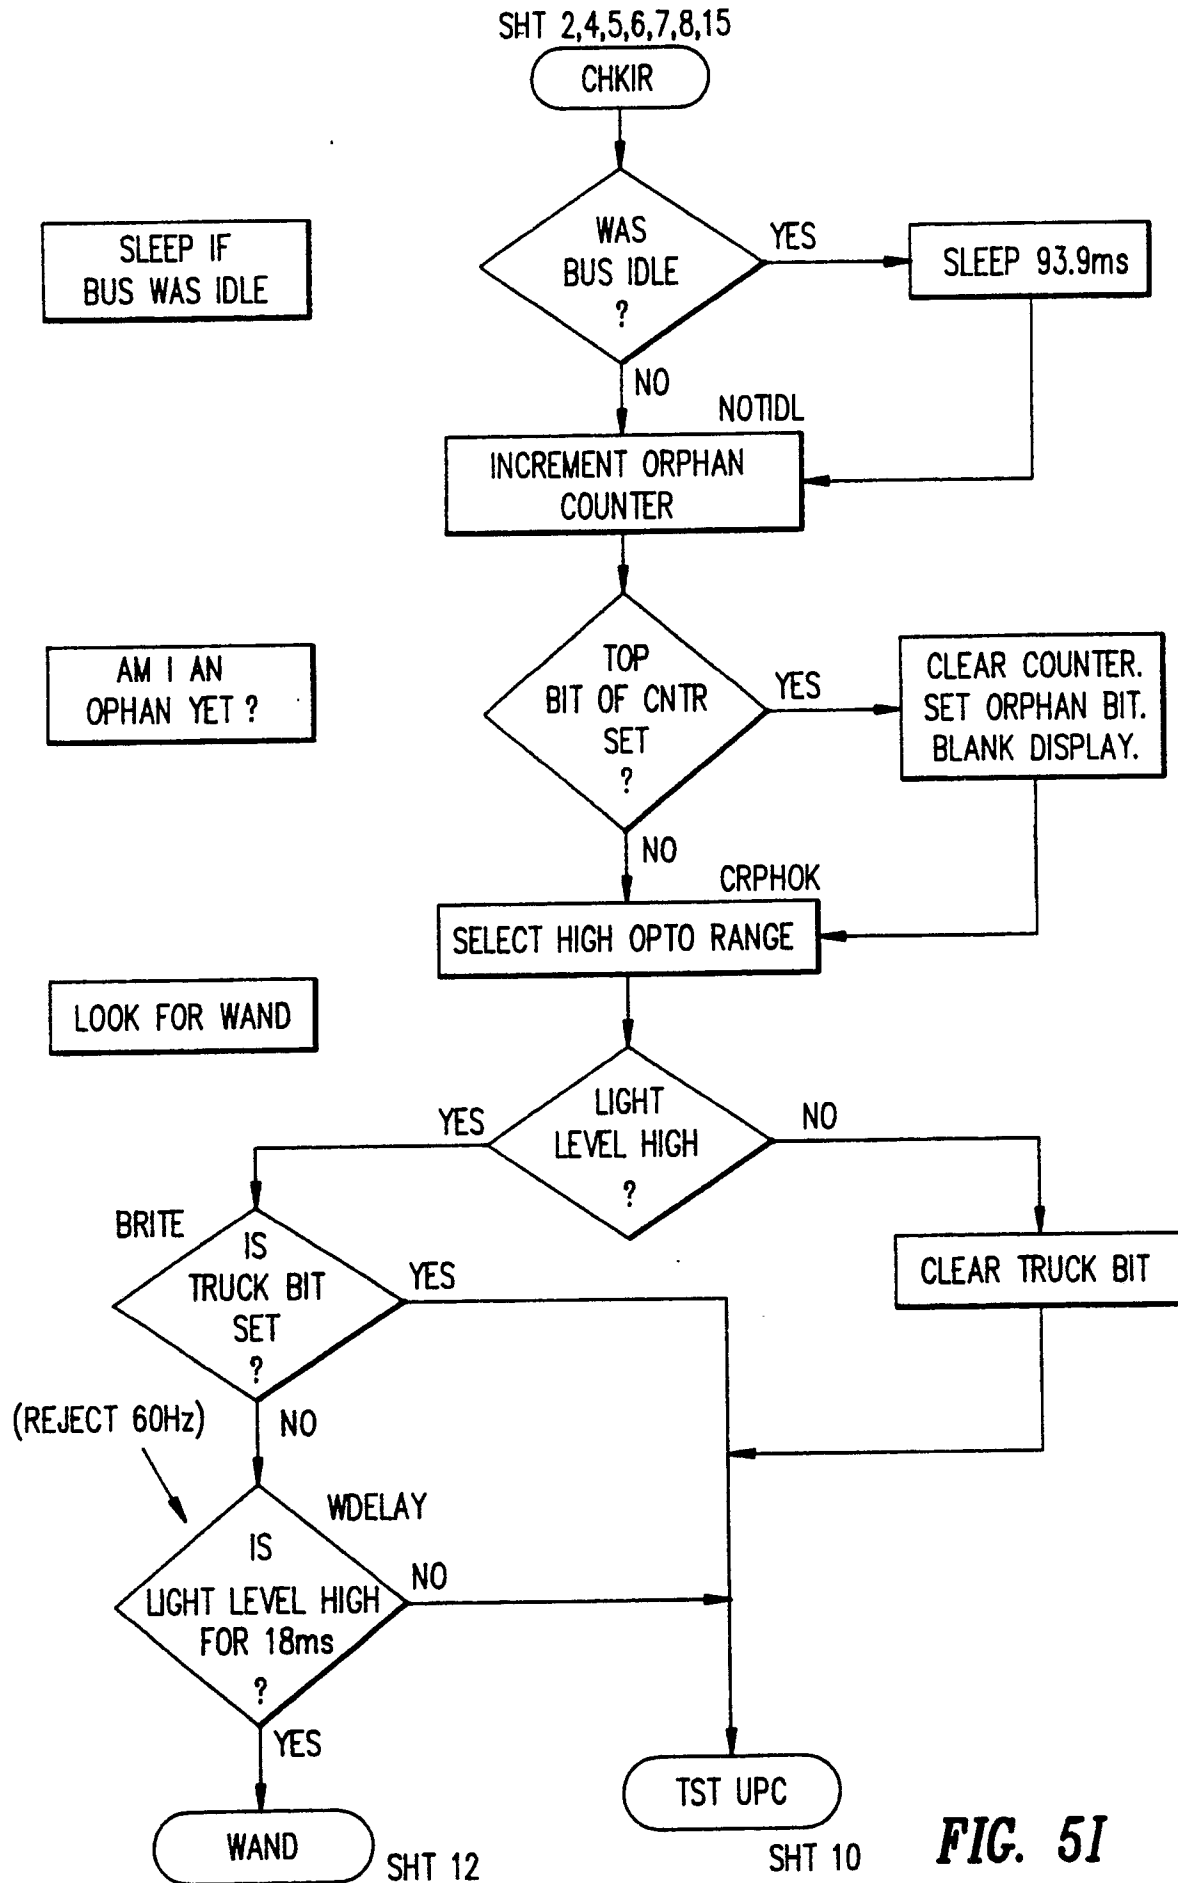 SHT 2,4,5,6,7,8,15
CHKIR
SLEEP IF
BUS WAS IDLE
WAS
BUS IDLE
?
YES
SLEEP 93.9ms
NO
NOTIDL
INCREMENT ORPHAN
COUNTER
AM I AN
OPHAN YET ?
TOP
BIT OF CNTR
SET
?
YES
CLEAR COUNTER.
SET ORPHAN BIT.
BLANK DISPLAY.
NO
CRPHOK
SELECT HIGH OPTO RANGE
LOOK FOR WAND
LIGHT
LEVEL HIGH
?
YES
NO
BRITE
IS
TRUCK BIT
SET
?
YES
CLEAR TRUCK BIT
NO
(REJECT 60Hz)
WDELAY
IS
LIGHT LEVEL HIGH
FOR 18ms
?
NO
YES
WAND
SHT 12
TST UPC
SHT 10
FIG. 5I